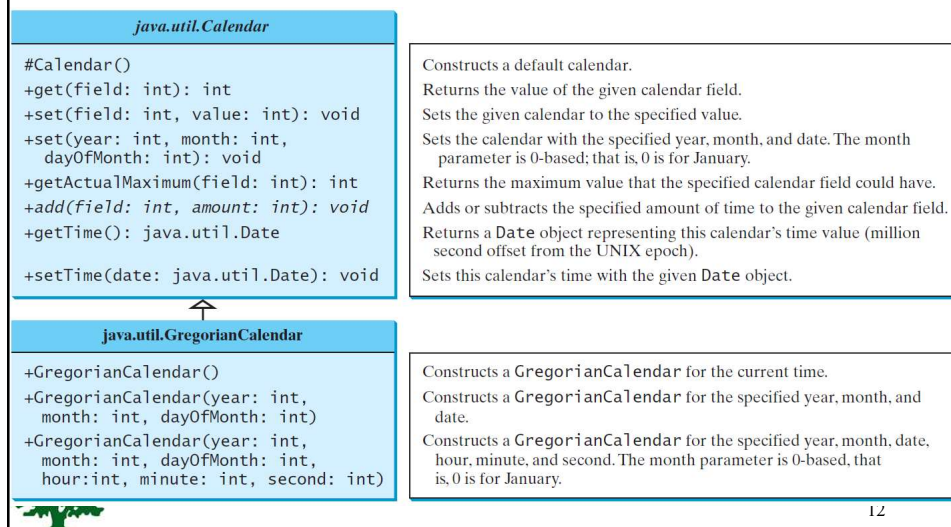 java.util.Calendar
#Calendar()
Constructs a default calendar.
+get(field: int): int
Returns the value of the given calendar field.
+set(field: int, value: int): void
Sets the given calendar to the specified value.
+set(year: int, month: int,
dayOfMonth: int): void
Sets the calendar with the specified year, month, and date. The month
parameter is 0-based; that is, 0 is for January.
+getActualMaximum(field: int): int
Returns the maximum value that the specified calendar field could have.
+add(field: int, amount: int): void
Adds or subtracts the specified amount of time to the given calendar field.
+getTime(): java.util.Date
Returns a Date object representing this calendar's time value (million
second offset from the UNIX epoch).
+setTime(date: java.util.Date): void
Sets this calendar's time with the given Date object.
java.util.GregorianCalendar
+GregorianCalendar()
Constructs a GregorianCalendar for the current time.
+GregorianCalendar(year: int,
month: int, dayOfMonth: int)
Constructs a GregorianCalendar for the specified year, month, and
date.
+GregorianCalendar(year: int,
month: int, dayOfMonth: int,
hour:int, minute: int, second: int)
Constructs a GregorianCalendar for the specified year, month, date,
hour, minute, and second. The month parameter is 0-based, that
is, 0 is for January.
12